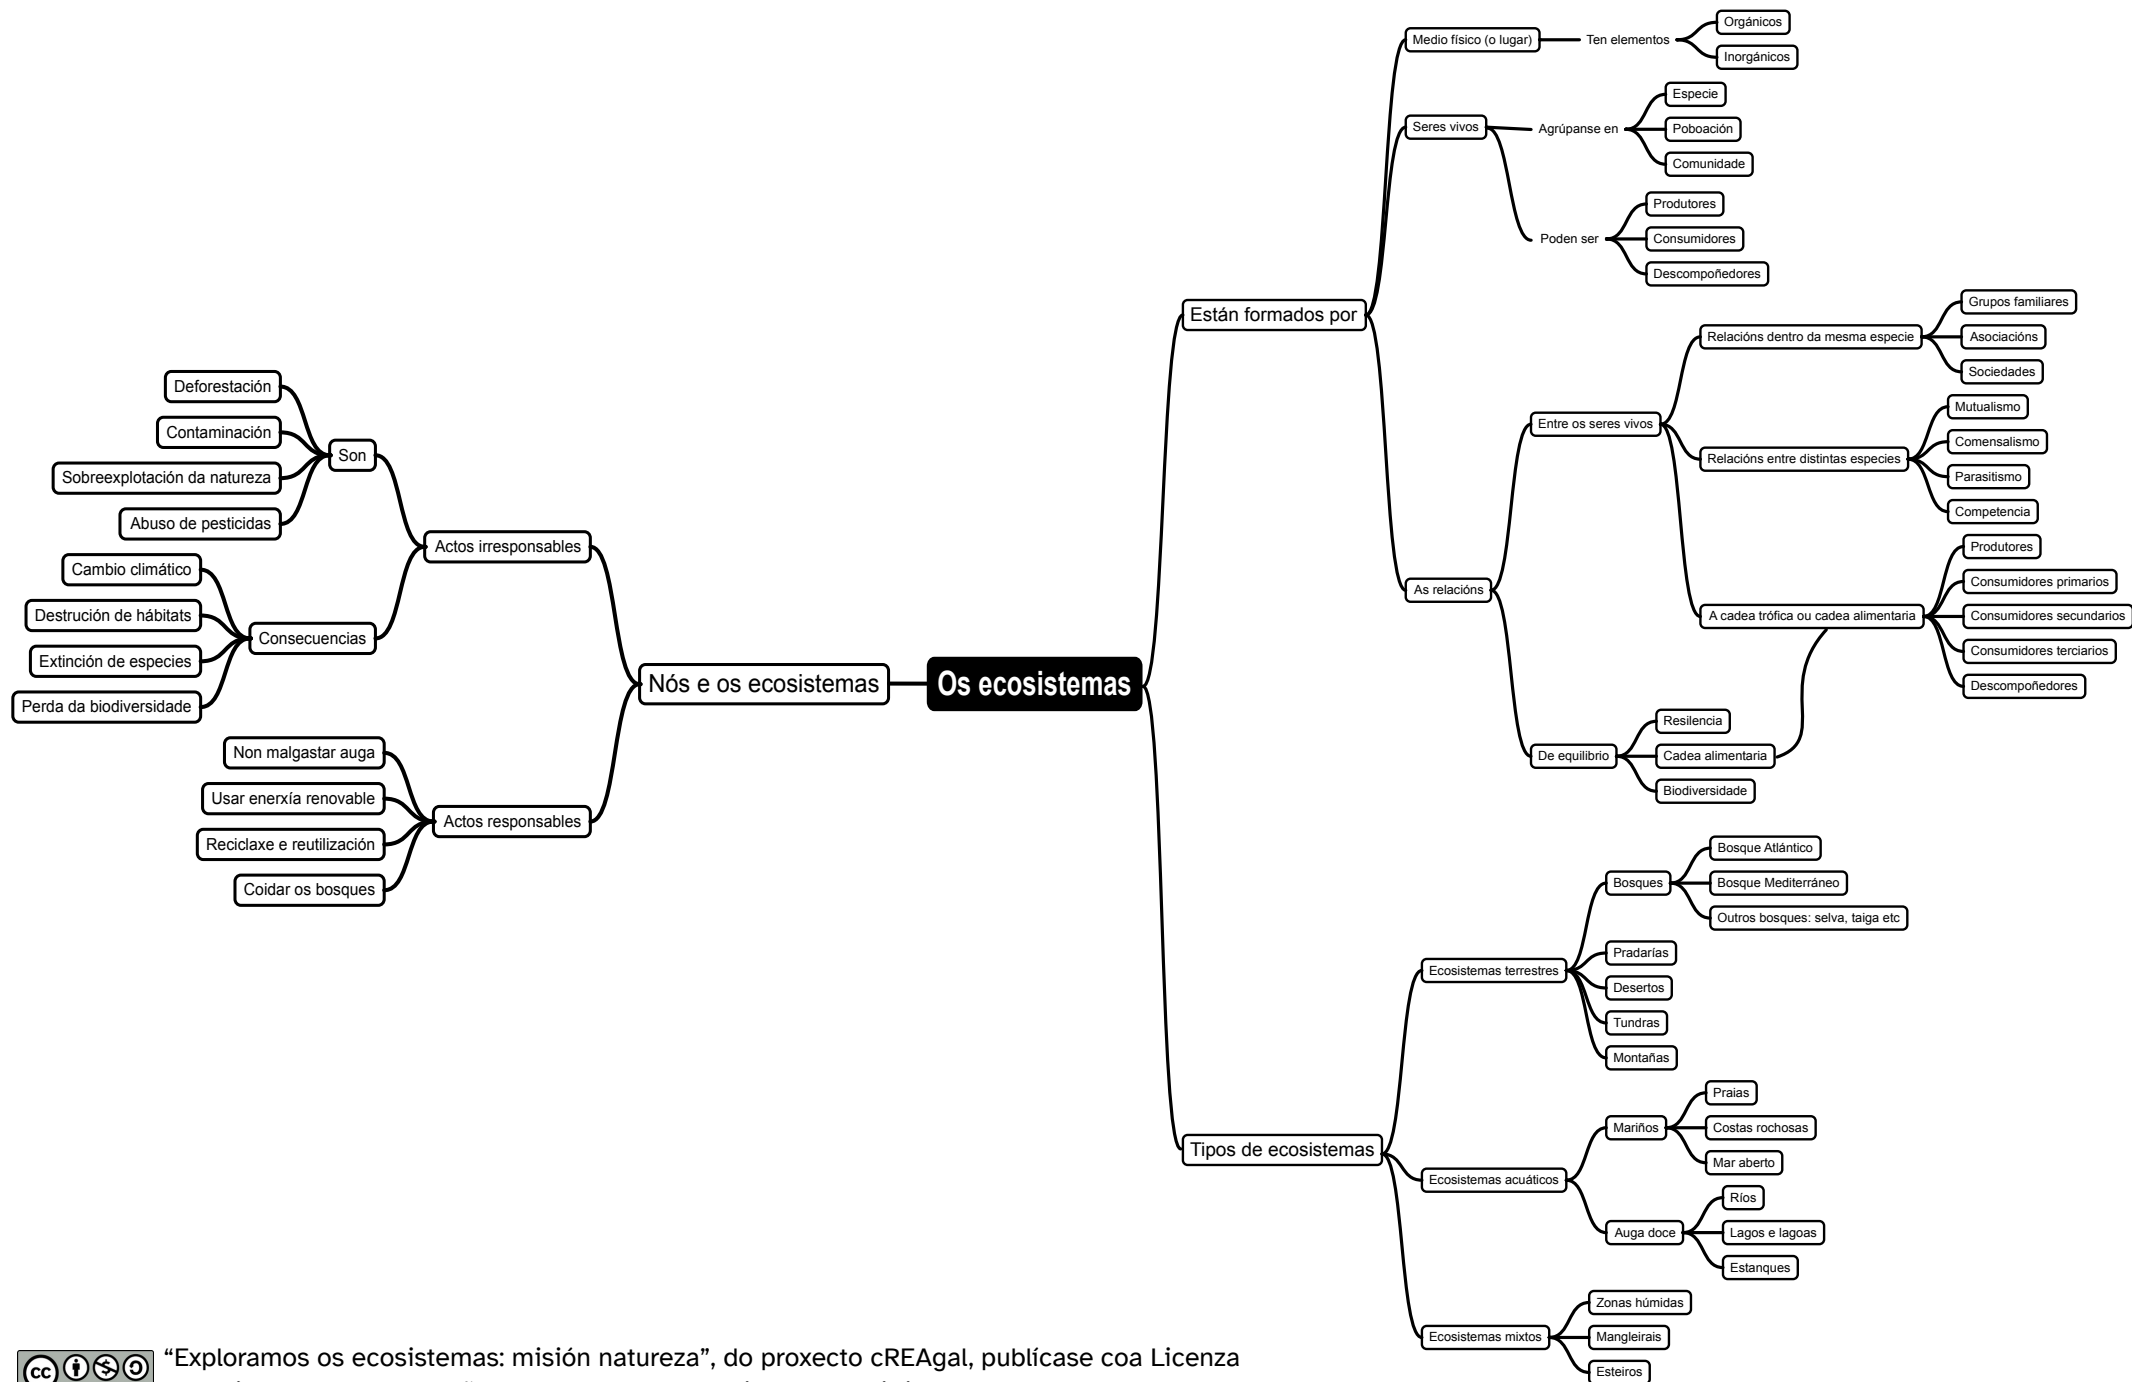 Os ecosistemas
Nós e os ecosistemas
Actos irresponsables
Son
Deforestación
Contaminación
Sobreexplotación da natureza
Abuso de pesticidas
Consecuencias
Cambio climático
Destrución de hábitats
Extinción de especies
Perda da biodiversidade
Actos responsables
Non malgastar auga
Usar enerxía renovable
Reciclaxe e reutilización
Coidar os bosques
Están formados por
Medio físico (o lugar)
Ten elementos
Orgánicos
Inorgánicos
Seres vivos
Agrúpanse en
Especie
Poboación
Comunidade
Poden ser
Produtores
Consumidores
Descompoñedores
As relacións
Entre os seres vivos
Relacións dentro da mesma especie
Grupos familiares
Asociacións
Sociedades
Relacións entre distintas especies
Mutualismo
Comensalismo
Parasitismo
Competencia
A cadea trófica ou cadea alimentaria
Produtores
Consumidores primarios
Consumidores secundarios
Consumidores terciarios
Descompoñedores
De equilibrio
Resilencia
Cadea alimentaria
Biodiversidade
Tipos de ecosistemas
Ecosistemas terrestres
Bosques
Bosque Atlántico
Bosque Mediterráneo
Outros bosques: selva, taiga etc
Pradarías
Desertos
Tundras
Montañas
Ecosistemas acuáticos
Mariños
Praias
Costas rochosas
Mar aberto
Auga doce
Ríos
Lagos e lagoas
Estanques
Ecosistemas mixtos
Zonas húmidas
Mangleirais
Esteiros
cc
“Exploramos os ecosistemas: misión natureza”, do proxecto cREAgal, publícase coa Licenza